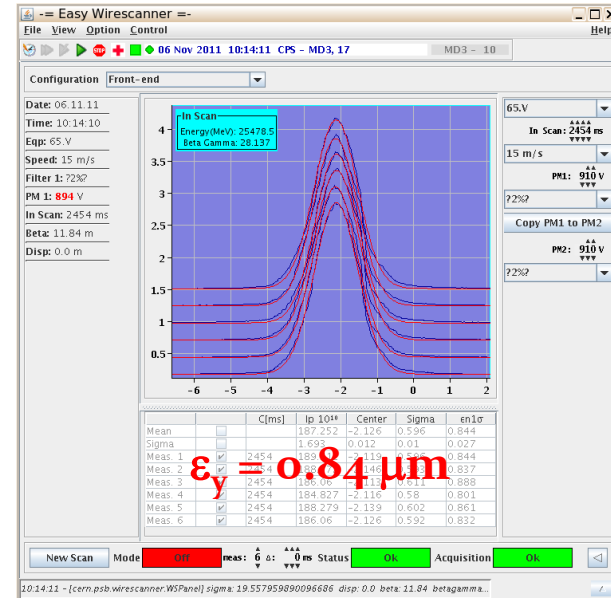 -= Easy Wirescanner =-
File View Option Control Help
06 Nov 2011 10:14:11 CPS - MD3, 17 MD3 - 10
Configuration Front-end
Date: 06.11.11
Time: 10:14:10
Eqp: 65.V
Speed: 15 m/s
Filter 1: ?2%?
PM 1: 894 V
In Scan: 2454 ms
Beta: 11.84 m
Disp: 0.0 m
In Scan
Energy(MeV): 25478.5
Beta Gamma: 28.137
4
3.5
3
2.5
2
1.5
1
0.5
-6 -5 -4 -3 -2 -1 0 1 2
65.V
In Scan: 2454 ms
15 m/s
PM1: 910 V
?2%?
Copy PM1 to PM2
PM2: 910 V
?2%?
C[ms] Ip 10¹⁰ Center Sigma εn1σ
Mean 187.252 -2.126 0.596 0.844
Sigma 1.693 0.012 0.01 0.027
Meas. 1 2454 0.844
Meas. 2 2454 0.837
Meas. 3 2454 186.06 0.888
Meas. 4 2454 184.827 -2.116 0.58 0.801
Meas. 5 2454 188.279 -2.139 0.602 0.861
Meas. 6 2454 186.06 -2.126 0.592 0.832
εy = 0.84 μm
New Scan Mode Off meas: 6 Δ: 0 ms Status Ok Acquisition Ok
10:14:11 - [cern.psb.wirescanner.WSPanel] sigma: 19.557959890096686 disp: 0.0 beta: 11.84 betagamma...